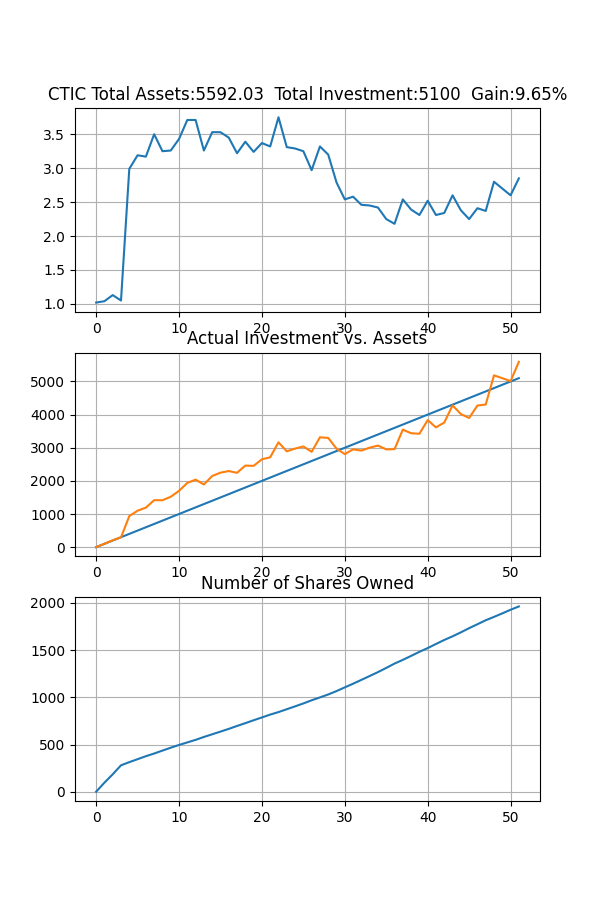 CTIC Total Assets:5592.03  Total Investment:5100  Gain:9.65%
3.5
3.0
2.5
2.0
1.5
1.0
0 10 20 30 40 50
Actual Investment vs. Assets
5000
4000
3000
2000
1000
0
0 10 20 30 40 50
Number of Shares Owned
2000
1500
1000
500
0
0 10 20 30 40 50